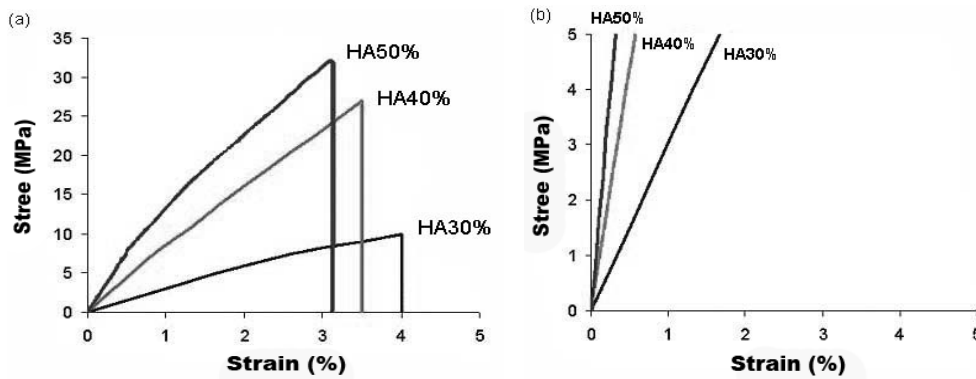 (a)
Stree (MPa)
35
30
25
20
15
10
5
0
HA50%
HA40%
HA30%
0 1 2 3 4 5
Strain (%)
(b)
Stree (MPa)
5
4
3
2
1
0
HA50%
HA40%
HA30%
0 1 2 3 4 5
Strain (%)